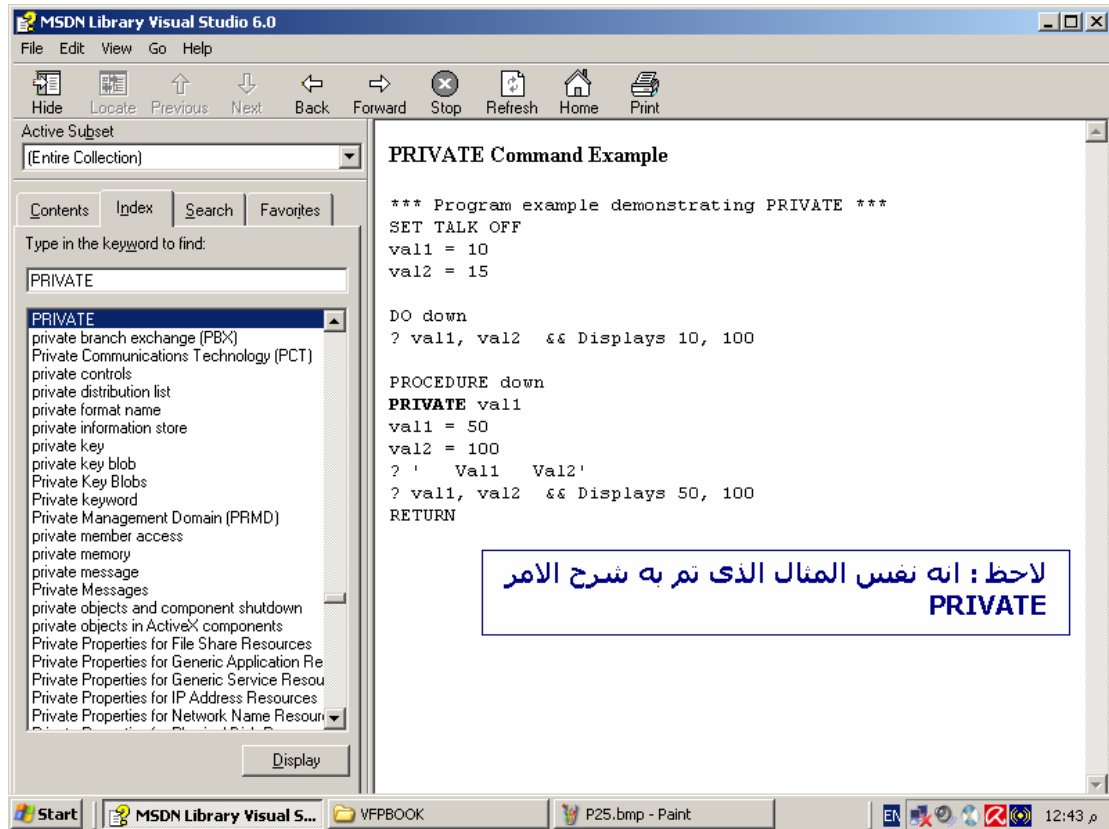 MSDN Library Visual Studio 6.0
File Edit View Go Help
Hide Locate Previous Next Back Forward Stop Refresh Home Print
Active Subset
(Entire Collection)
Contents Index Search Favorites
Type in the keyword to find:
PRIVATE
PRIVATE
private branch exchange (PBX)
Private Communications Technology (PCT)
private controls
private distribution list
private format name
private information store
private key
private key blob
Private Key Blobs
Private keyword
Private Management Domain (PRMD)
private member access
private memory
private message
Private Messages
private objects and component shutdown
private objects in ActiveX components
Private Properties for File Share Resources
Private Properties for Generic Application Re
Private Properties for Generic Service Resou
Private Properties for IP Address Resources
Private Properties for Network Name Resour
Display
PRIVATE Command Example
*** Program example demonstrating PRIVATE ***
SET TALK OFF
val1 = 10
val2 = 15
DO down
? val1, val2 && Displays 10, 100
PROCEDURE down
PRIVATE val1
val1 = 50
val2 = 100
? ' Val1 Val2'
? val1, val2 && Displays 50, 100
RETURN
لاحظ : انه نفس المثال الذى تم به شرح الامر
PRIVATE
Start MSDN Library Visual S... VFPBOOK P25.bmp - Paint EN 12:43 م